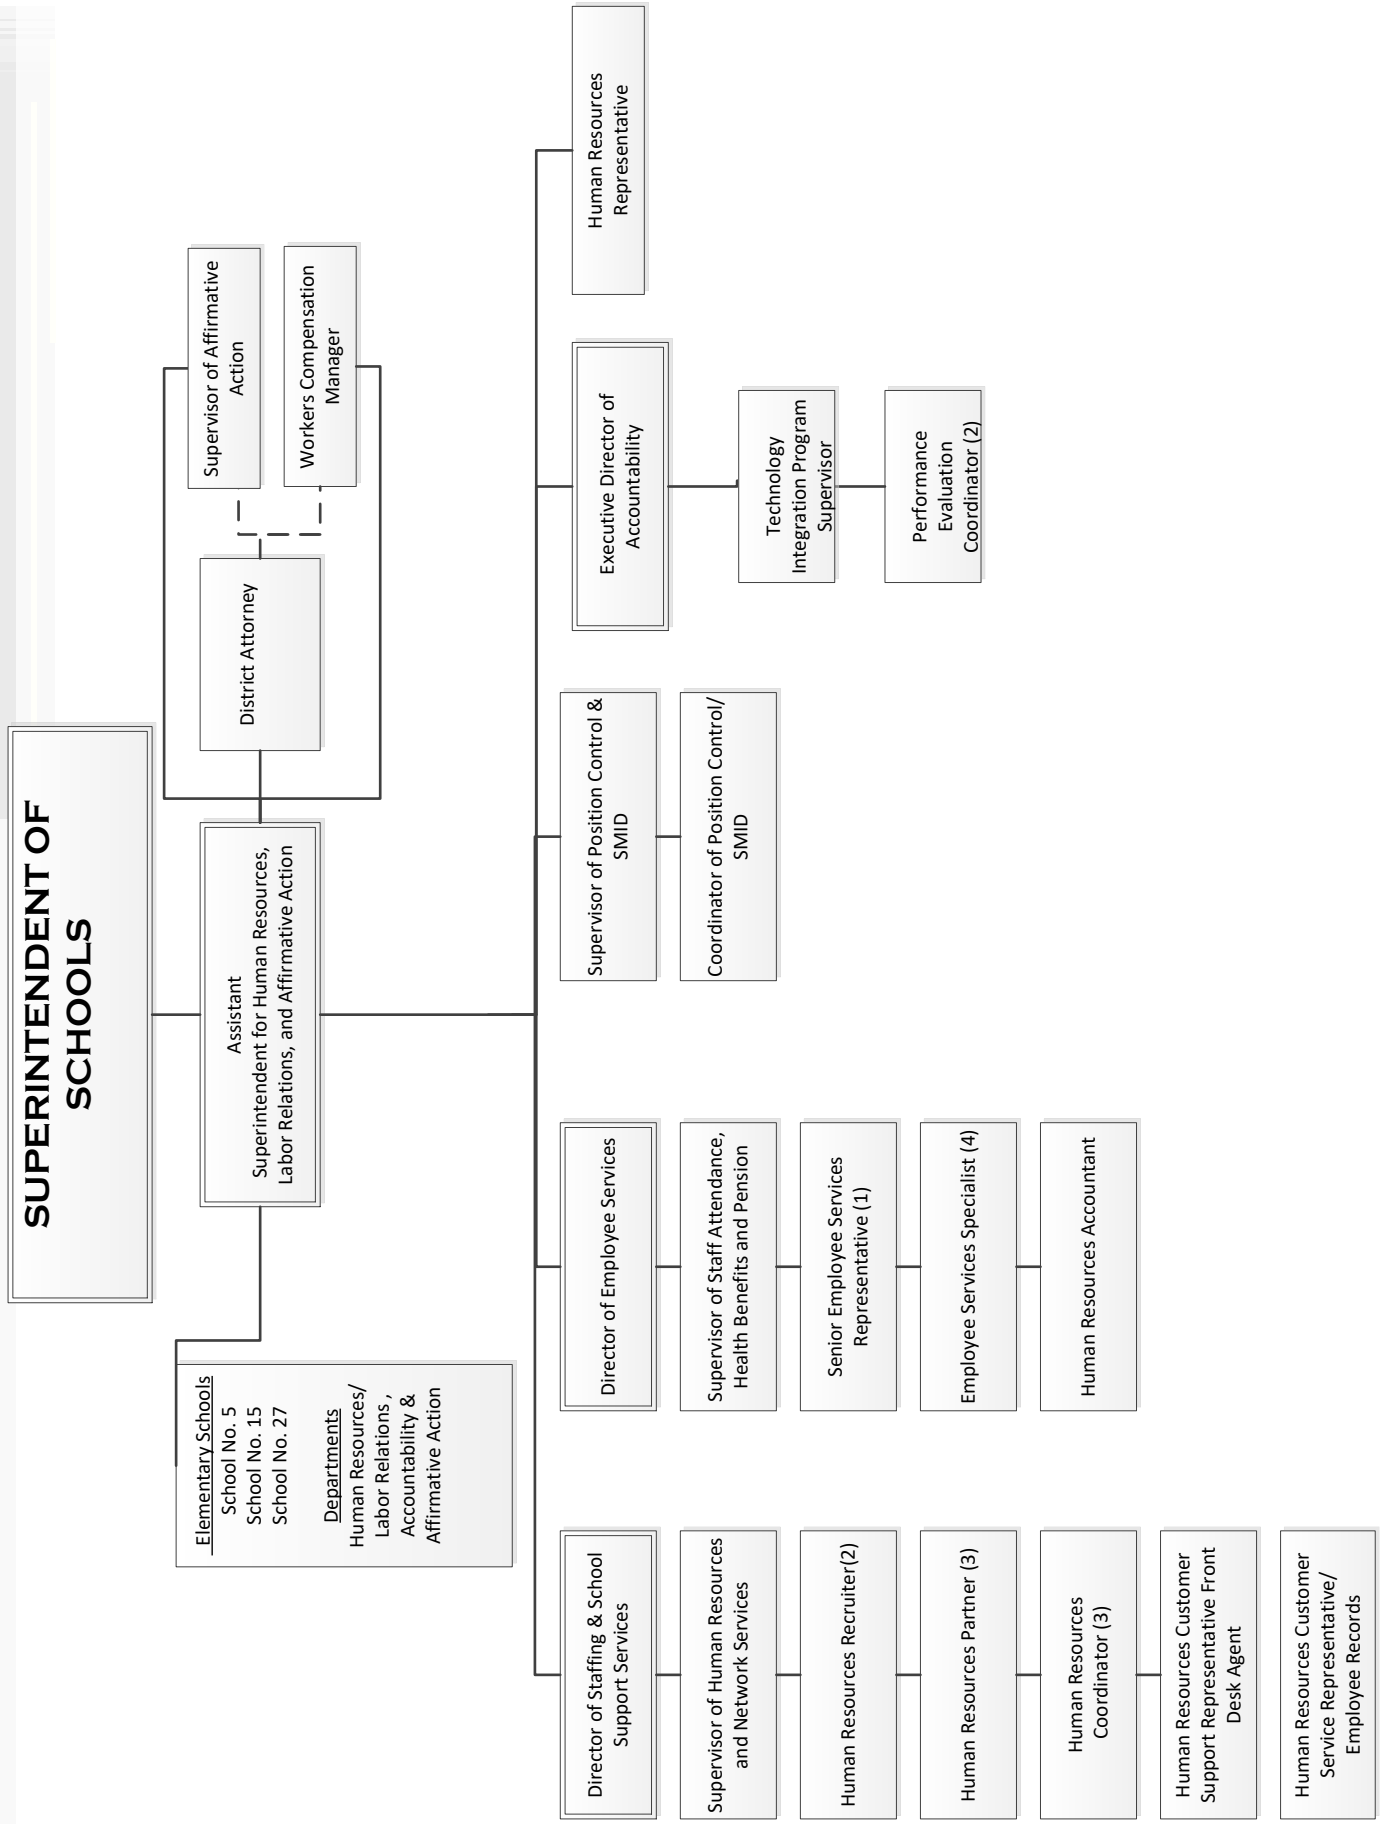 SUPERINTENDENT OF
SCHOOLS
Elementary Schools
School No. 5
School No. 15
School No. 27
Departments
Human Resources/
Labor Relations ,
Accountability &
Affirmative Action
Assistant
Superintendent for Human Resources,
Labor Relations, and Affirmative Action
District Attorney
Supervisor of Affirmative
Action
Workers Compensation
Manager
Director of Staffing & School
Support Services
Supervisor of Human Resources
and Network Services
Human Resources Recruiter(2)
Human Resources Partner (3)
Human Resources
Coordinator (3)
Human Resources Customer
Support Representative Front
Desk Agent
Human Resources Customer
Service Representative/
Employee Records
Director of Employee Services
Supervisor of Staff Attendance,
Health Benefits and Pension
Senior Employee Services
Representative (1)
Employee Services Specialist (4)
Human Resources Accountant
Supervisor of Position Control &
SMID
Coordinator of Position Control/
SMID
Executive Director of
Accountability
Technology
Integration Program
Supervisor
Performance
Evaluation
Coordinator (2)
Human Resources
Representative